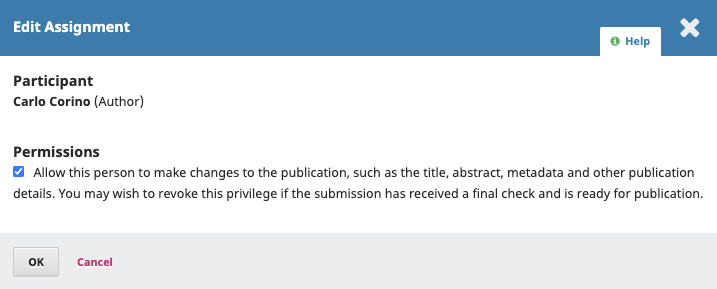 Edit Assignment
Help
Participant
Carlo Corino (Author)
Permissions
Allow this person to make changes to the publication, such as the title, abstract, metadata and other publication
details. You may wish to revoke this privilege if the submission has received a final check and is ready for publication.
OK Cancel